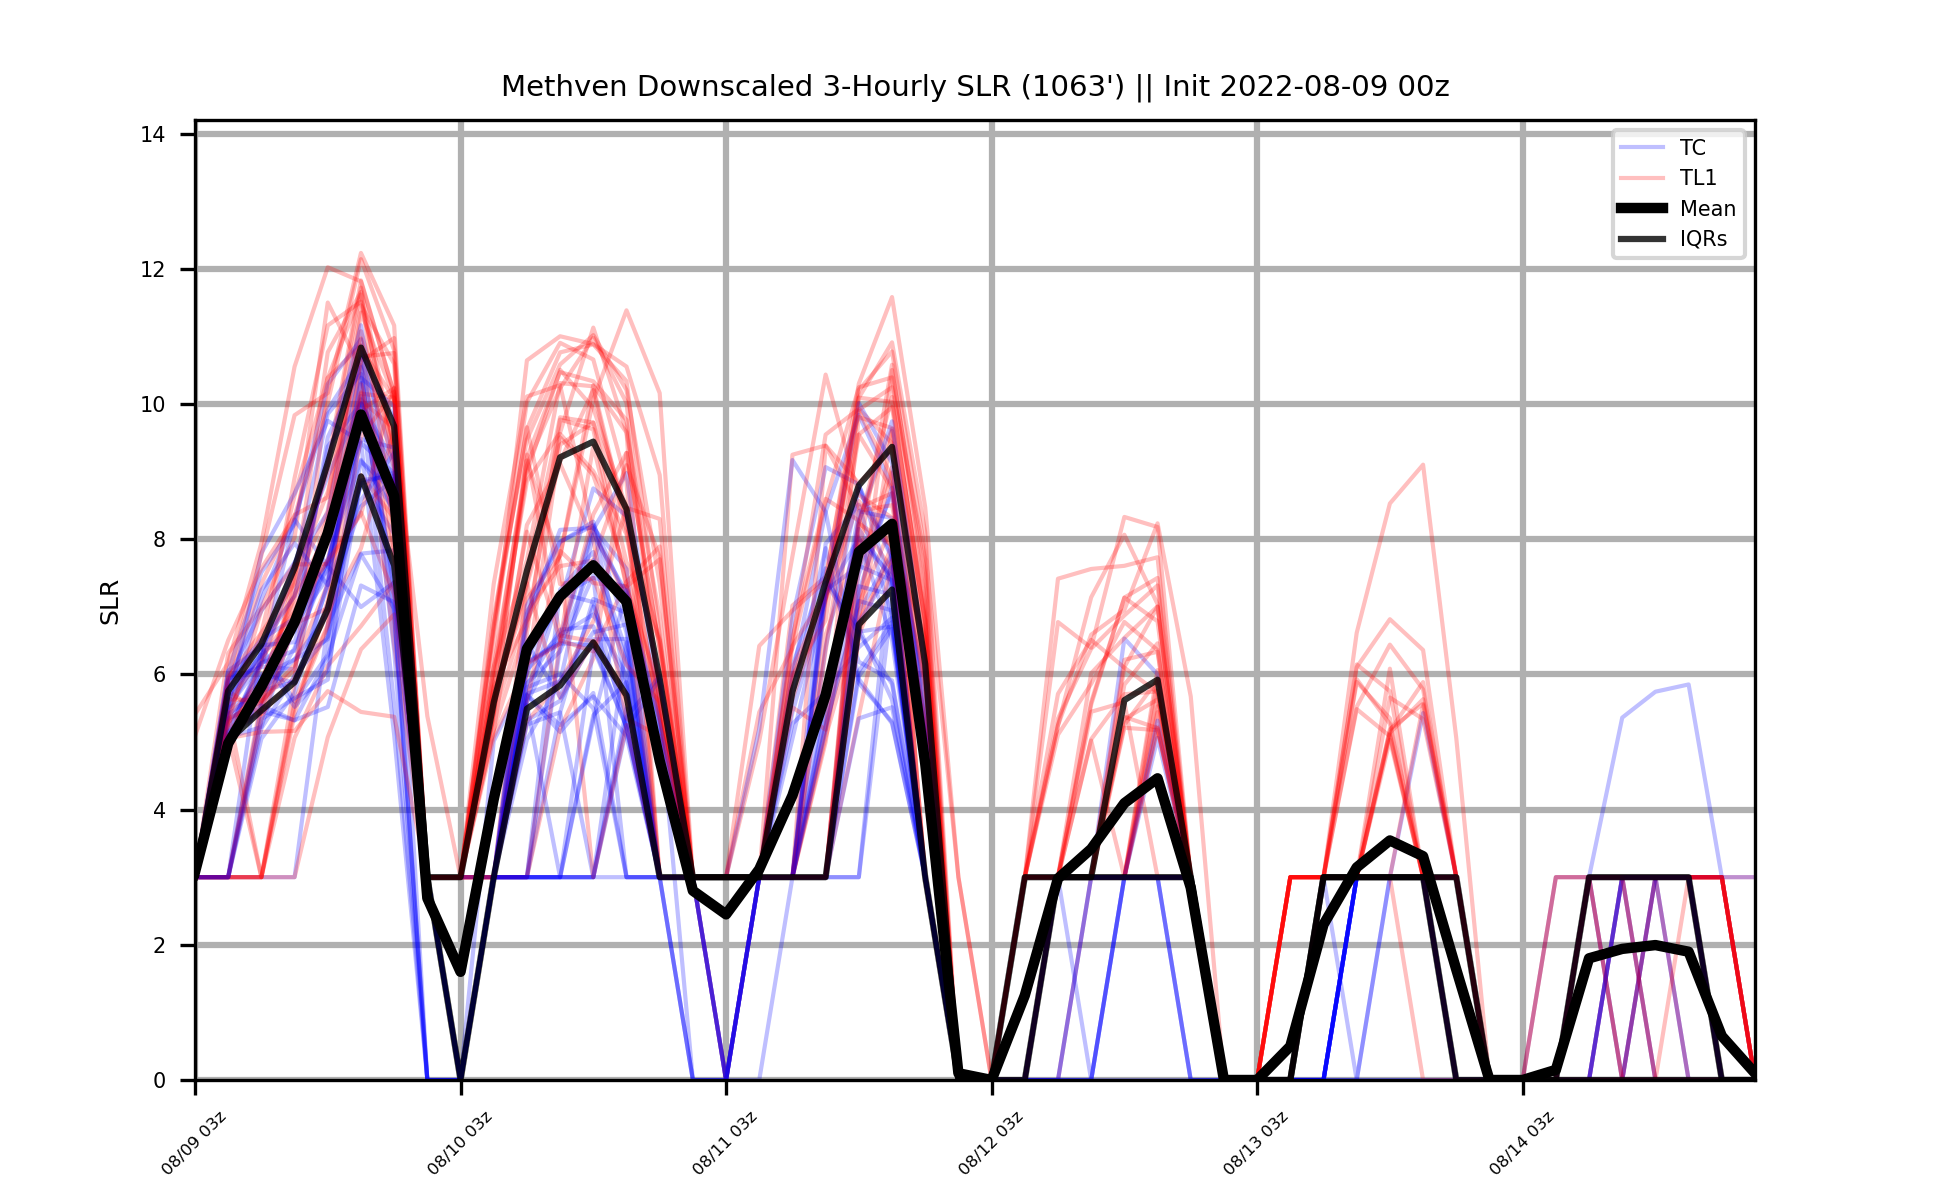 Methven Downscaled 3-Hourly SLR (1063') || Init 2022-08-09 00z
14
12
10
8
6
4
2
0
SLR
TC
TL1
Mean
IQRs
08/09 03z
08/10 03z
08/11 03z
08/12 03z
08/13 03z
08/14 03z